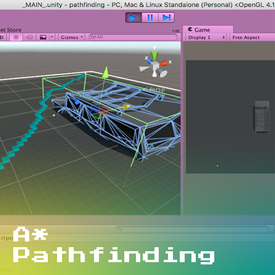 _MAIN_.unity - pathfinding - PC, Mac & Linux Standalone (Personal) <OpenGL 4.1
et Store
Game
Gizmos
Display 1
Free Aspect
Persp
A*
Pathfinding